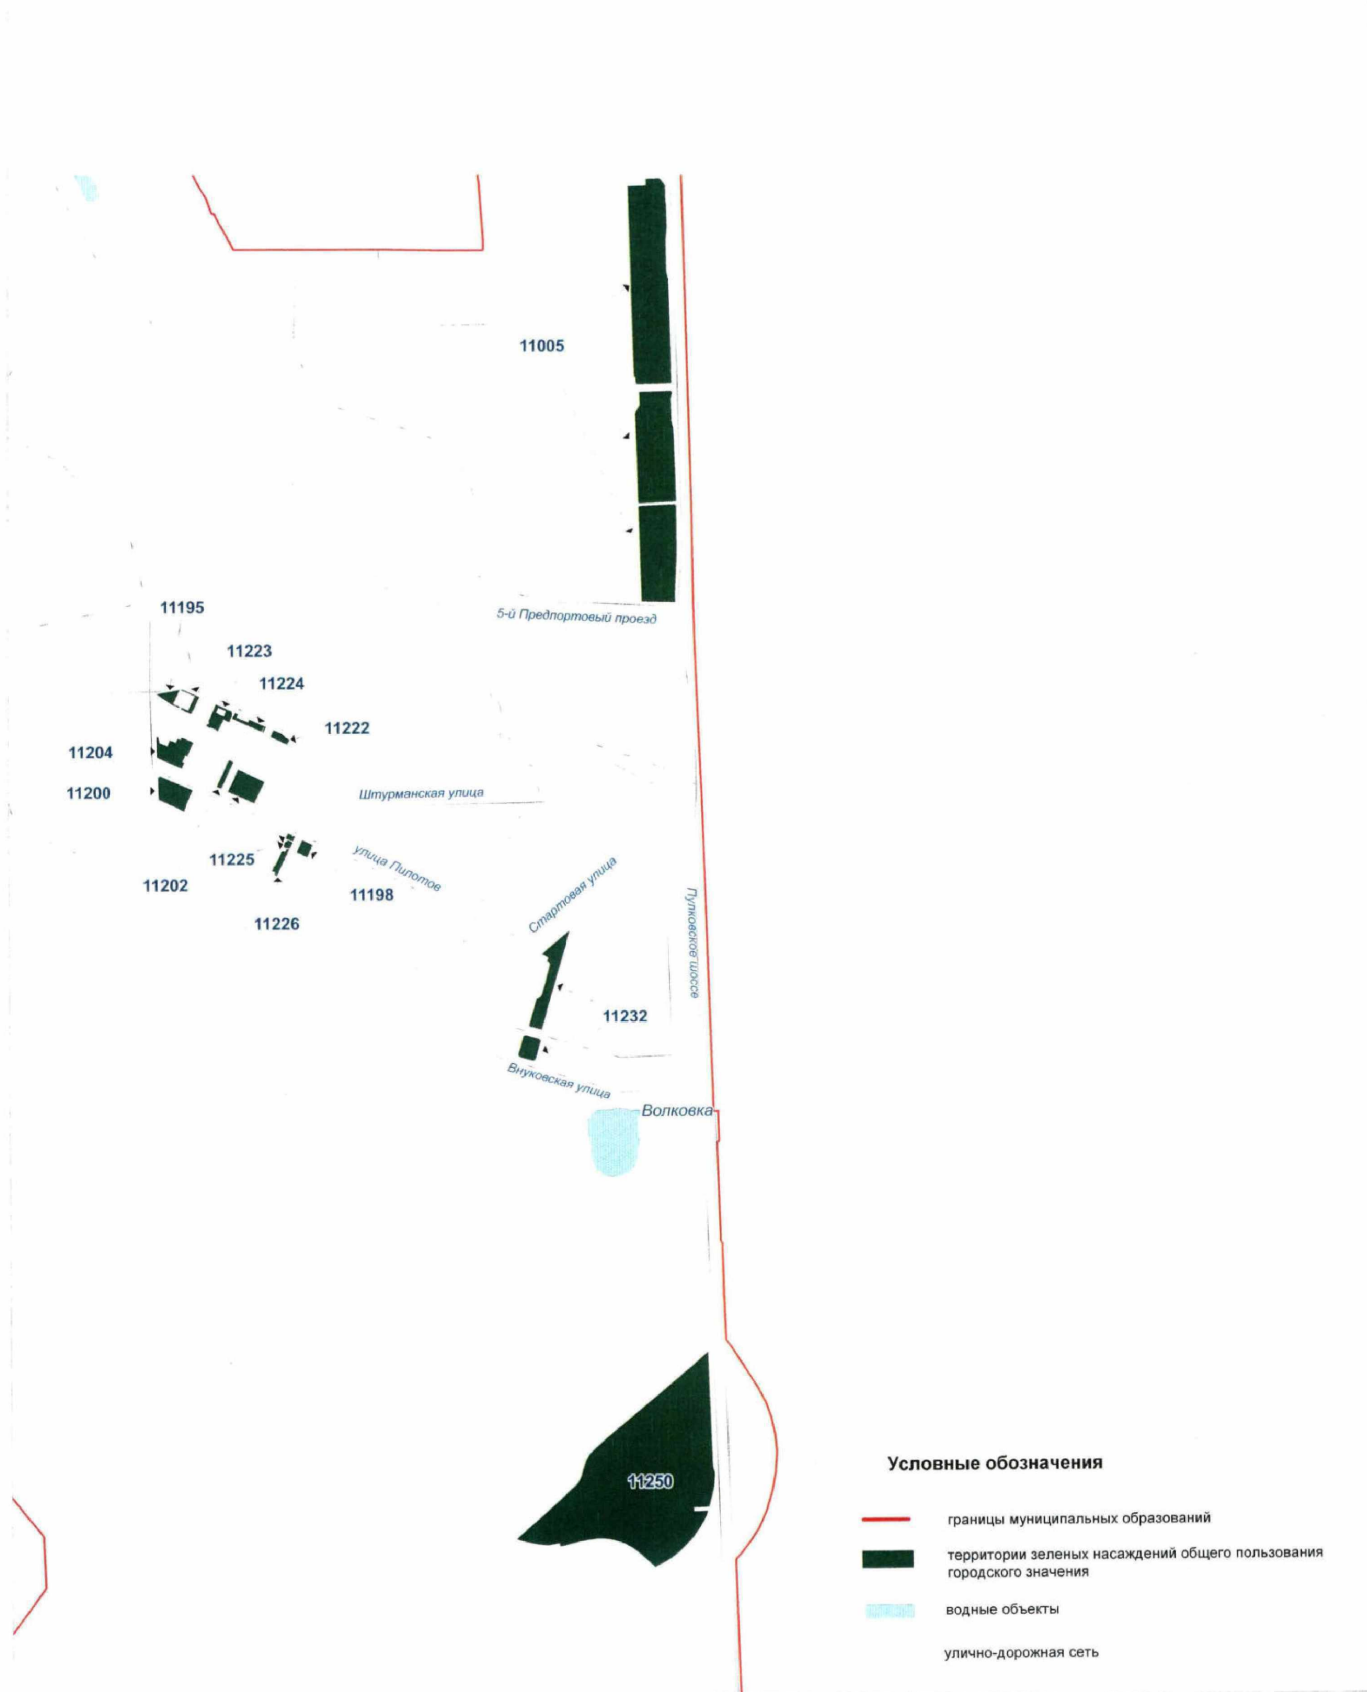 11005
5-й Предпортовый проезд
11195
11223
11224
11222
11204
11200
Штурманская улица
11225
улица Пилотов
11202
11198
11226
Стартовая улица
Пулковское шоссе
11232
Внуковская улица
Волковка
11250
Условные обозначения
границы муниципальных образований
территории зеленых насаждений общего пользования
городского значения
водные объекты
улично-дорожная сеть